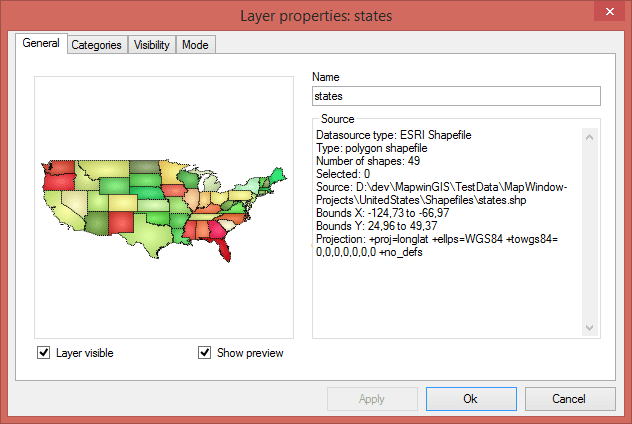 Layer properties: states
General
Categories
Visibility
Mode
Name
states
Source
Datasource type: ESRI Shapefile
Type: polygon shapefile
Number of shapes: 49
Selected: 0
Source: D:\dev\MapwinGIS\TestData\MapWindow-
Projects\UnitedStates\Shapefiles\states.shp
Bounds X: -124,73 to -66,97
Bounds Y: 24,96 to 49,37
Projection: +proj=longlat +ellps=WGS84 +towgs84=
0,0,0,0,0,0,0 +no_defs
Layer visible
Show preview
Apply
Ok
Cancel